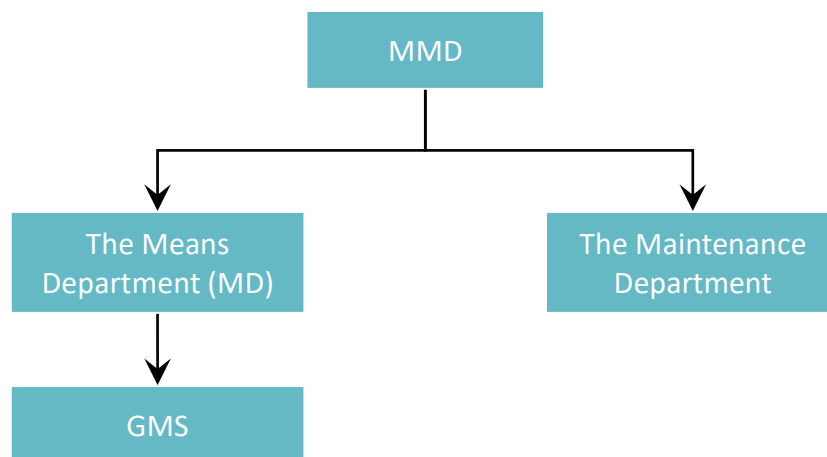 MMD
The Means
Department (MD)
The Maintenance
Department
GMS